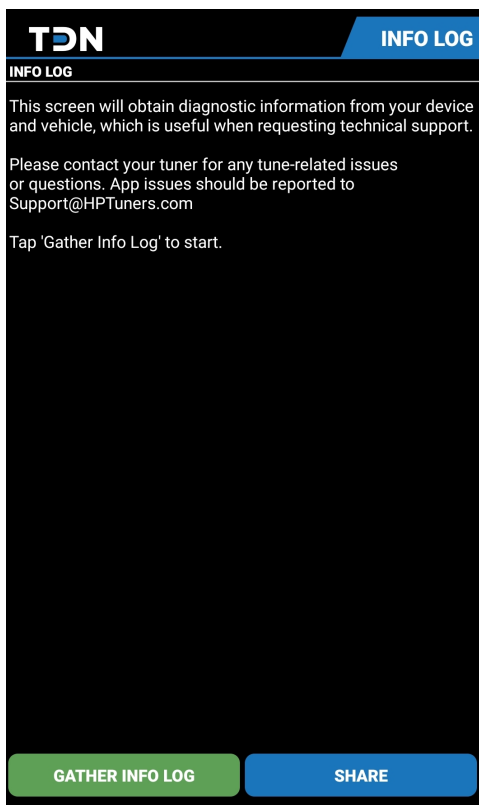 TDN
INFO LOG
INFO LOG
This screen will obtain diagnostic information from your device
and vehicle, which is useful when requesting technical support.
Please contact your tuner for any tune-related issues
or questions. App issues should be reported to
Support@HPTuners.com
Tap 'Gather Info Log' to start.
GATHER INFO LOG
SHARE